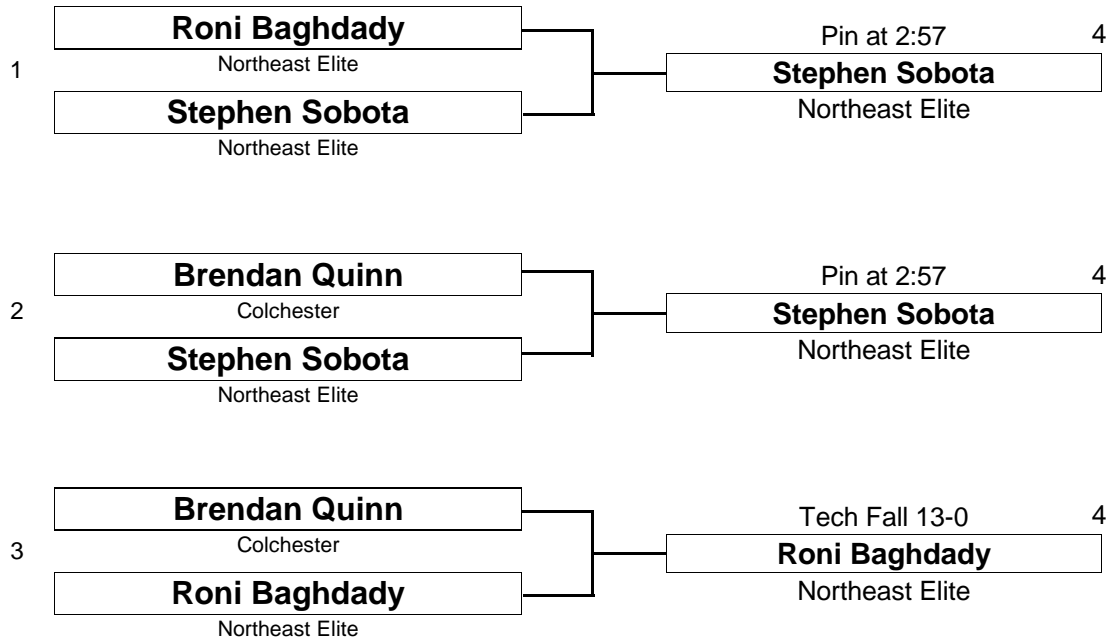 Roni Baghdady
Northeast Elite
1
Stephen Sobota
Northeast Elite
Pin at 2:57 4
Stephen Sobota
Northeast Elite
Brendan Quinn
Colchester
2
Stephen Sobota
Northeast Elite
Pin at 2:57 4
Stephen Sobota
Northeast Elite
Brendan Quinn
Colchester
3
Roni Baghdady
Northeast Elite
Tech Fall 13-0 4
Roni Baghdady
Northeast Elite